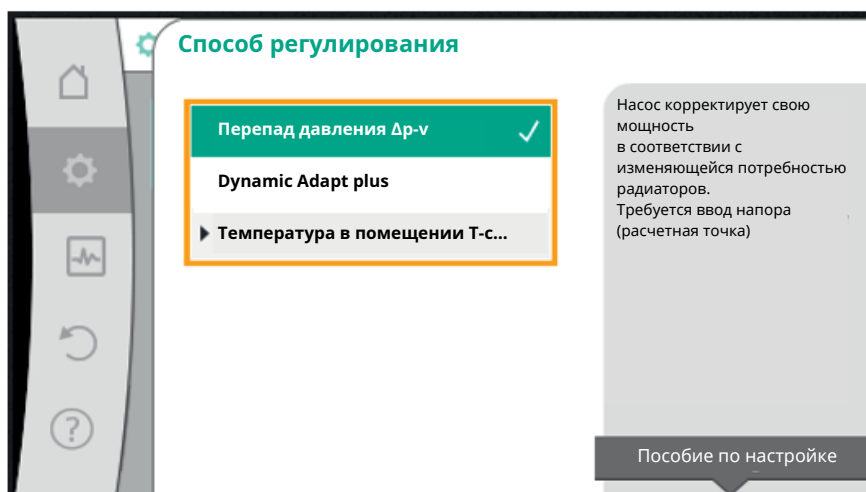 Способ регулирования
Перепад давления Δp-v
Dynamic Adapt plus
Температура в помещении T-c...
Насос корректирует свою
мощность
в соответствии с
изменяющейся потребностью
радиаторов.
Требуется ввод напора
(расчетная точка)
Пособие по настройке